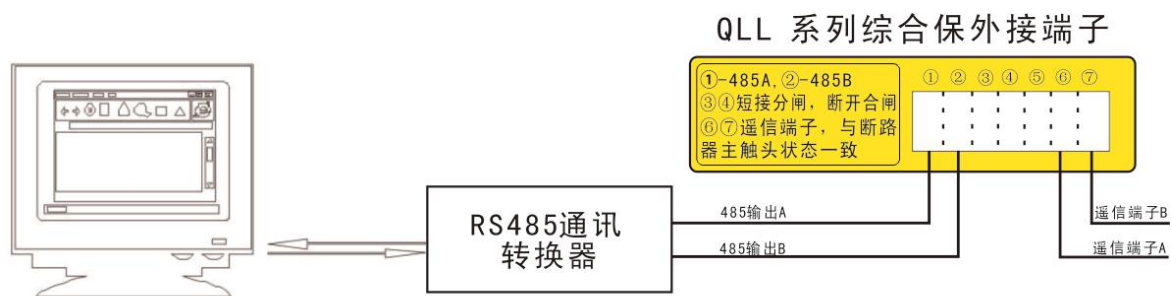 QLL 系列综合保外接端子
①-485A,②-485B
③④短接分闸，断开合闸
⑥⑦遥信端子，与断路
器主触头状态一致
① ② ③ ④ ⑤ ⑥ ⑦
RS485通讯
转换器
485输出A
485输出B
遥信端子B
遥信端子A